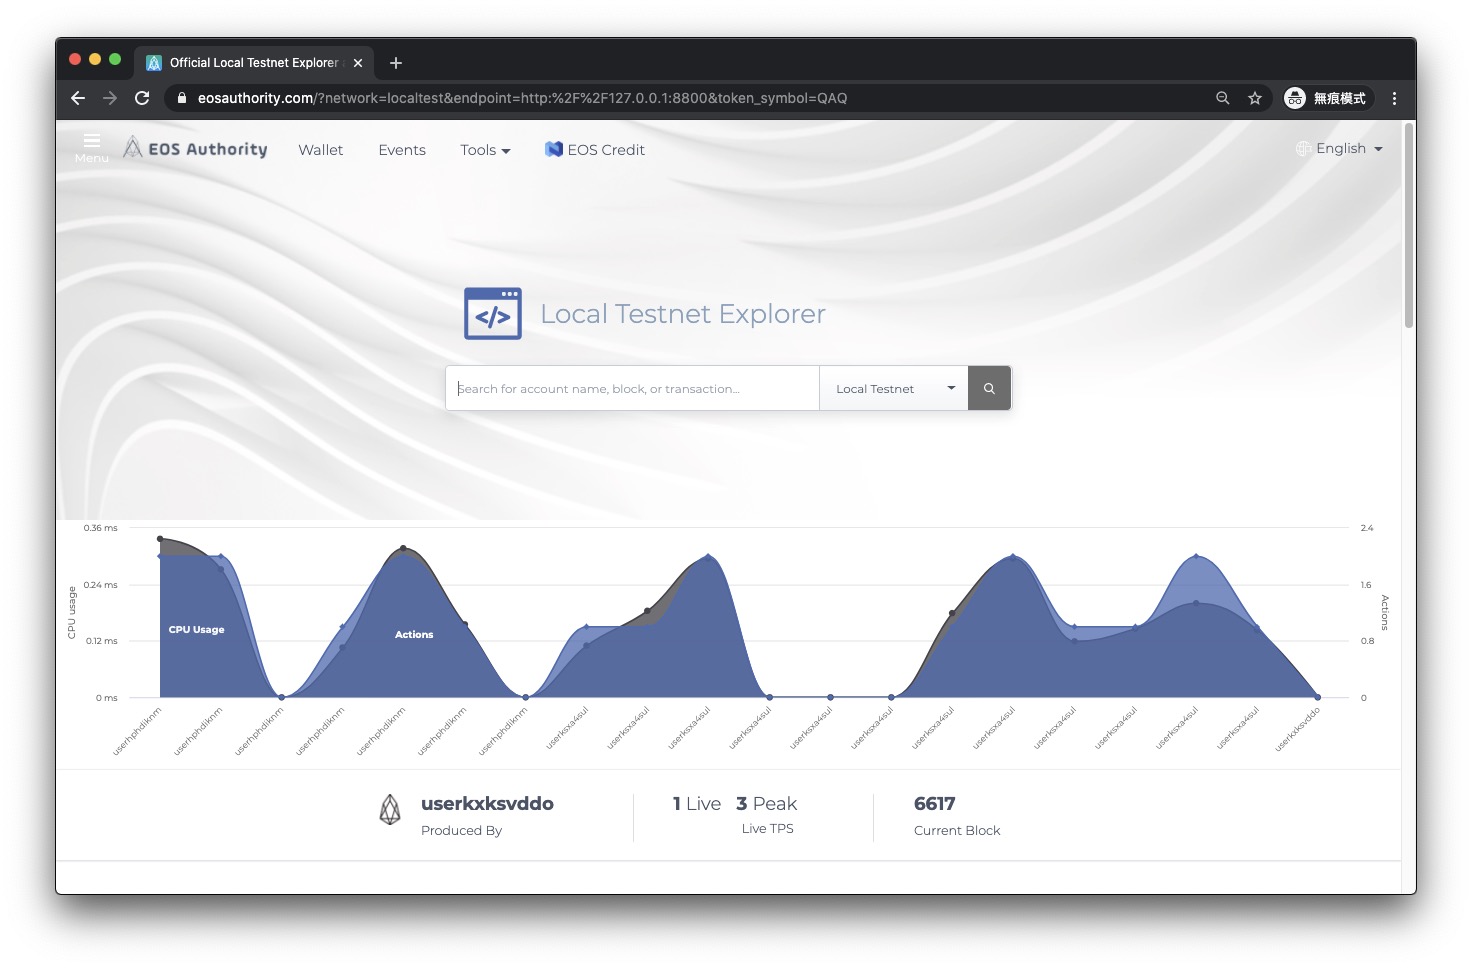 Official Local Testnet Explorer
eosauthority.com/?network=localtest&endpoint=http:%2F%2F127.0.0.1:8800&token_symbol=QAQ
無痕模式
Menu
EOS Authority
Wallet
Events
Tools
EOS Credit
English
</> Local Testnet Explorer
Search for account name, block, or transaction...
Local Testnet
0.36 ms
0.24 ms
0.12 ms
0 ms
CPU usage
CPU Usage
Actions
2.4
1.6
0.8
0
Actions
userhphdiknm
userhphdiknm
userhphdiknm
userhphdiknm
userhphdiknm
userhphdiknm
userhphdiknm
userksxa4sul
userksxa4sul
userksxa4sul
userksxa4sul
userksxa4sul
userksxa4sul
userksxa4sul
userksxa4sul
userksxa4sul
userksxa4sul
userksxa4sul
userksxa4sul
userkxksvddo
userkxksvddo
Produced By
1 Live 3 Peak
Live TPS
6617
Current Block